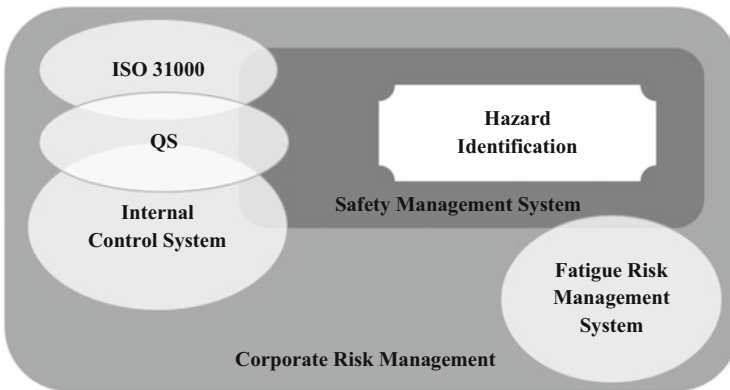 ISO 31000
QS
Internal
Control System
Hazard
Identification
Safety Management System
Fatigue Risk
Management
System
Corporate Risk Management